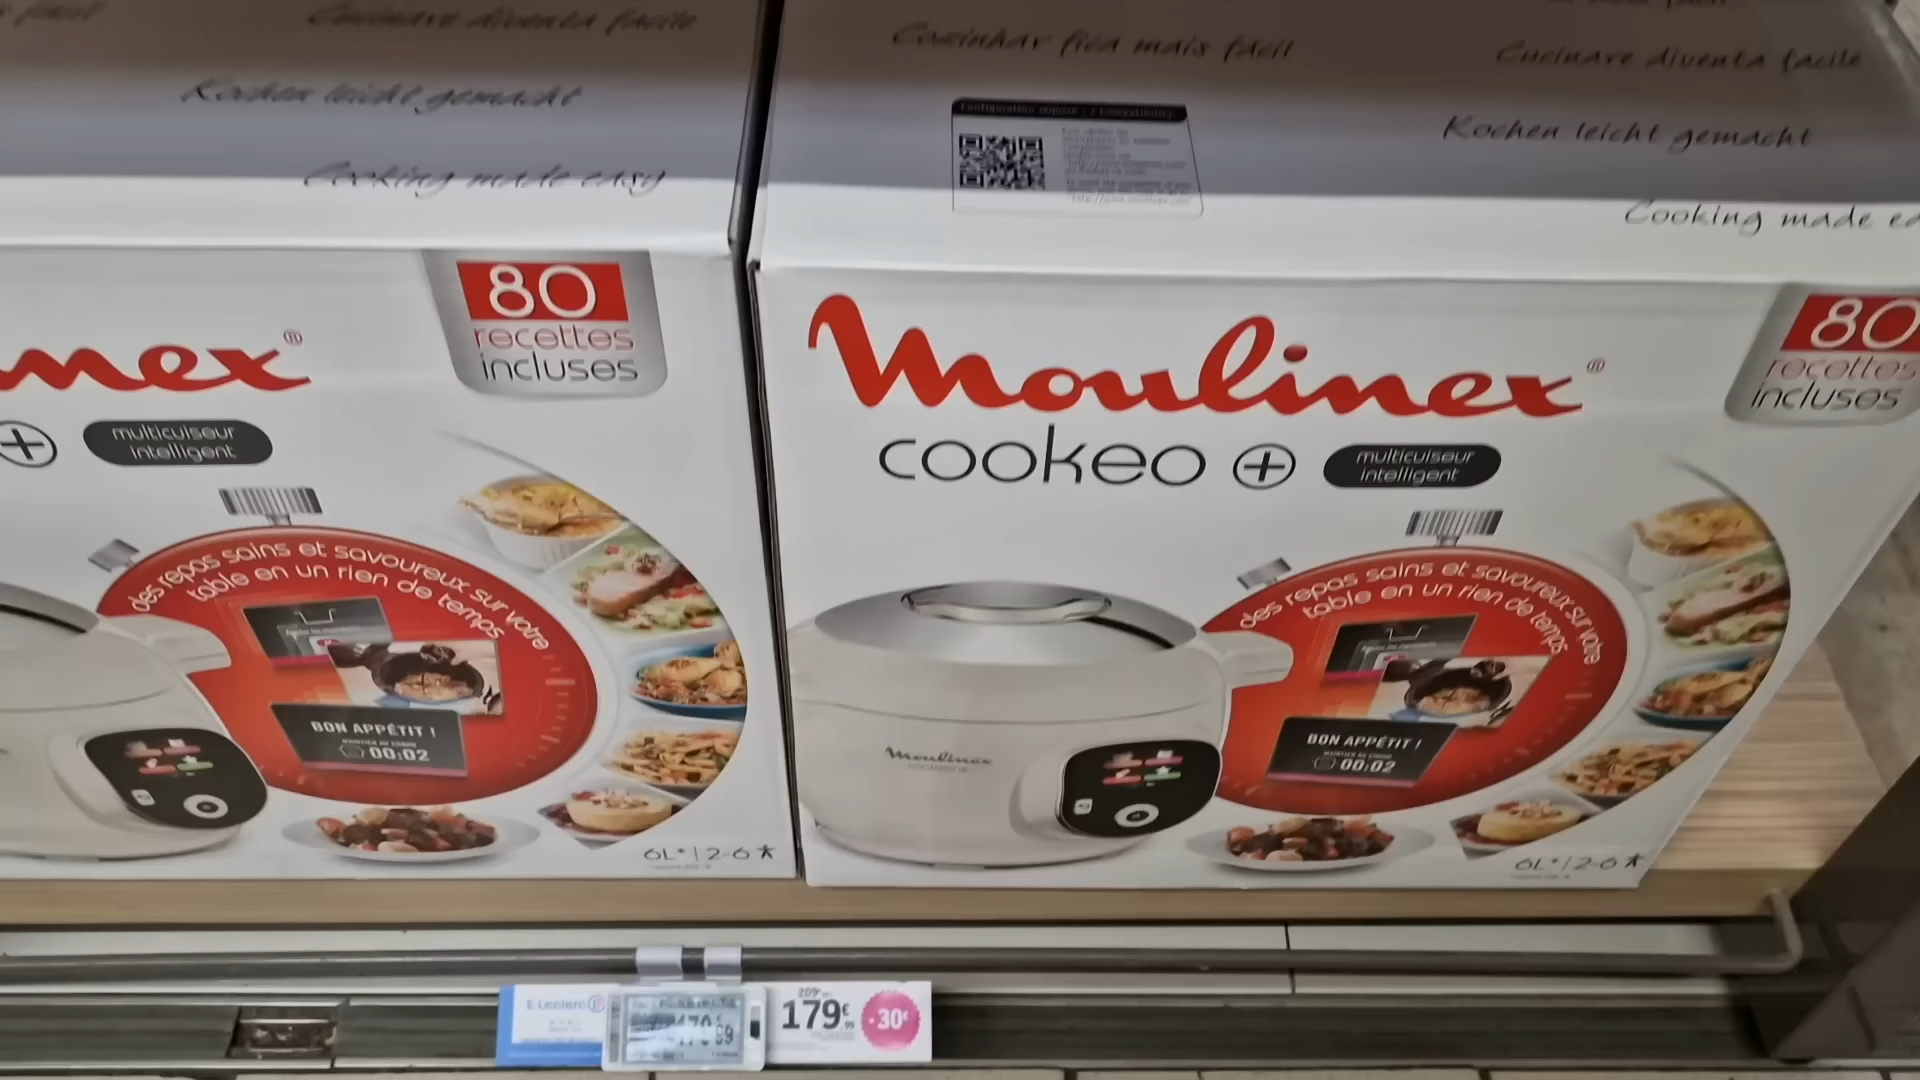 Cucinare diventa facile
Kochen leicht gemacht
Cooking made easy
80
recettes
incluses
mex®
+ multicuiseur
intelligent
des repas sains et savoureux sur votre
table en un rien de temps
BON APPÉTIT !
00:02
6L* | 2-6
Cozinhar fica mais fácil
Cucinare diventa facile
Kochen leicht gemacht
Cooking made ea
80
recettes
incluses
Moulinex®
cookeo + multicuiseur
intelligent
des repas sains et savoureux sur votre
table en un rien de temps
BON APPÉTIT !
00:02
Moulinex
6L* | 2-6
E.Leclerc
209€
179€99
-30€